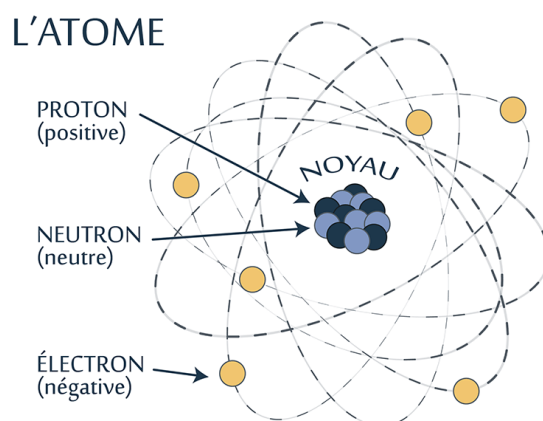 L'ATOME
PROTON
(positive)
NOYAU
NEUTRON
(neutre)
ÉLECTRON
(négative)